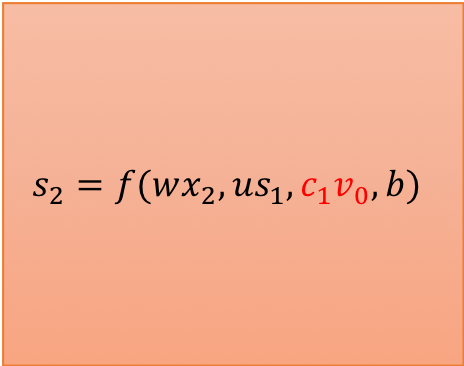 s₂ = f(wx₂, us₁, c₁v₀, b)